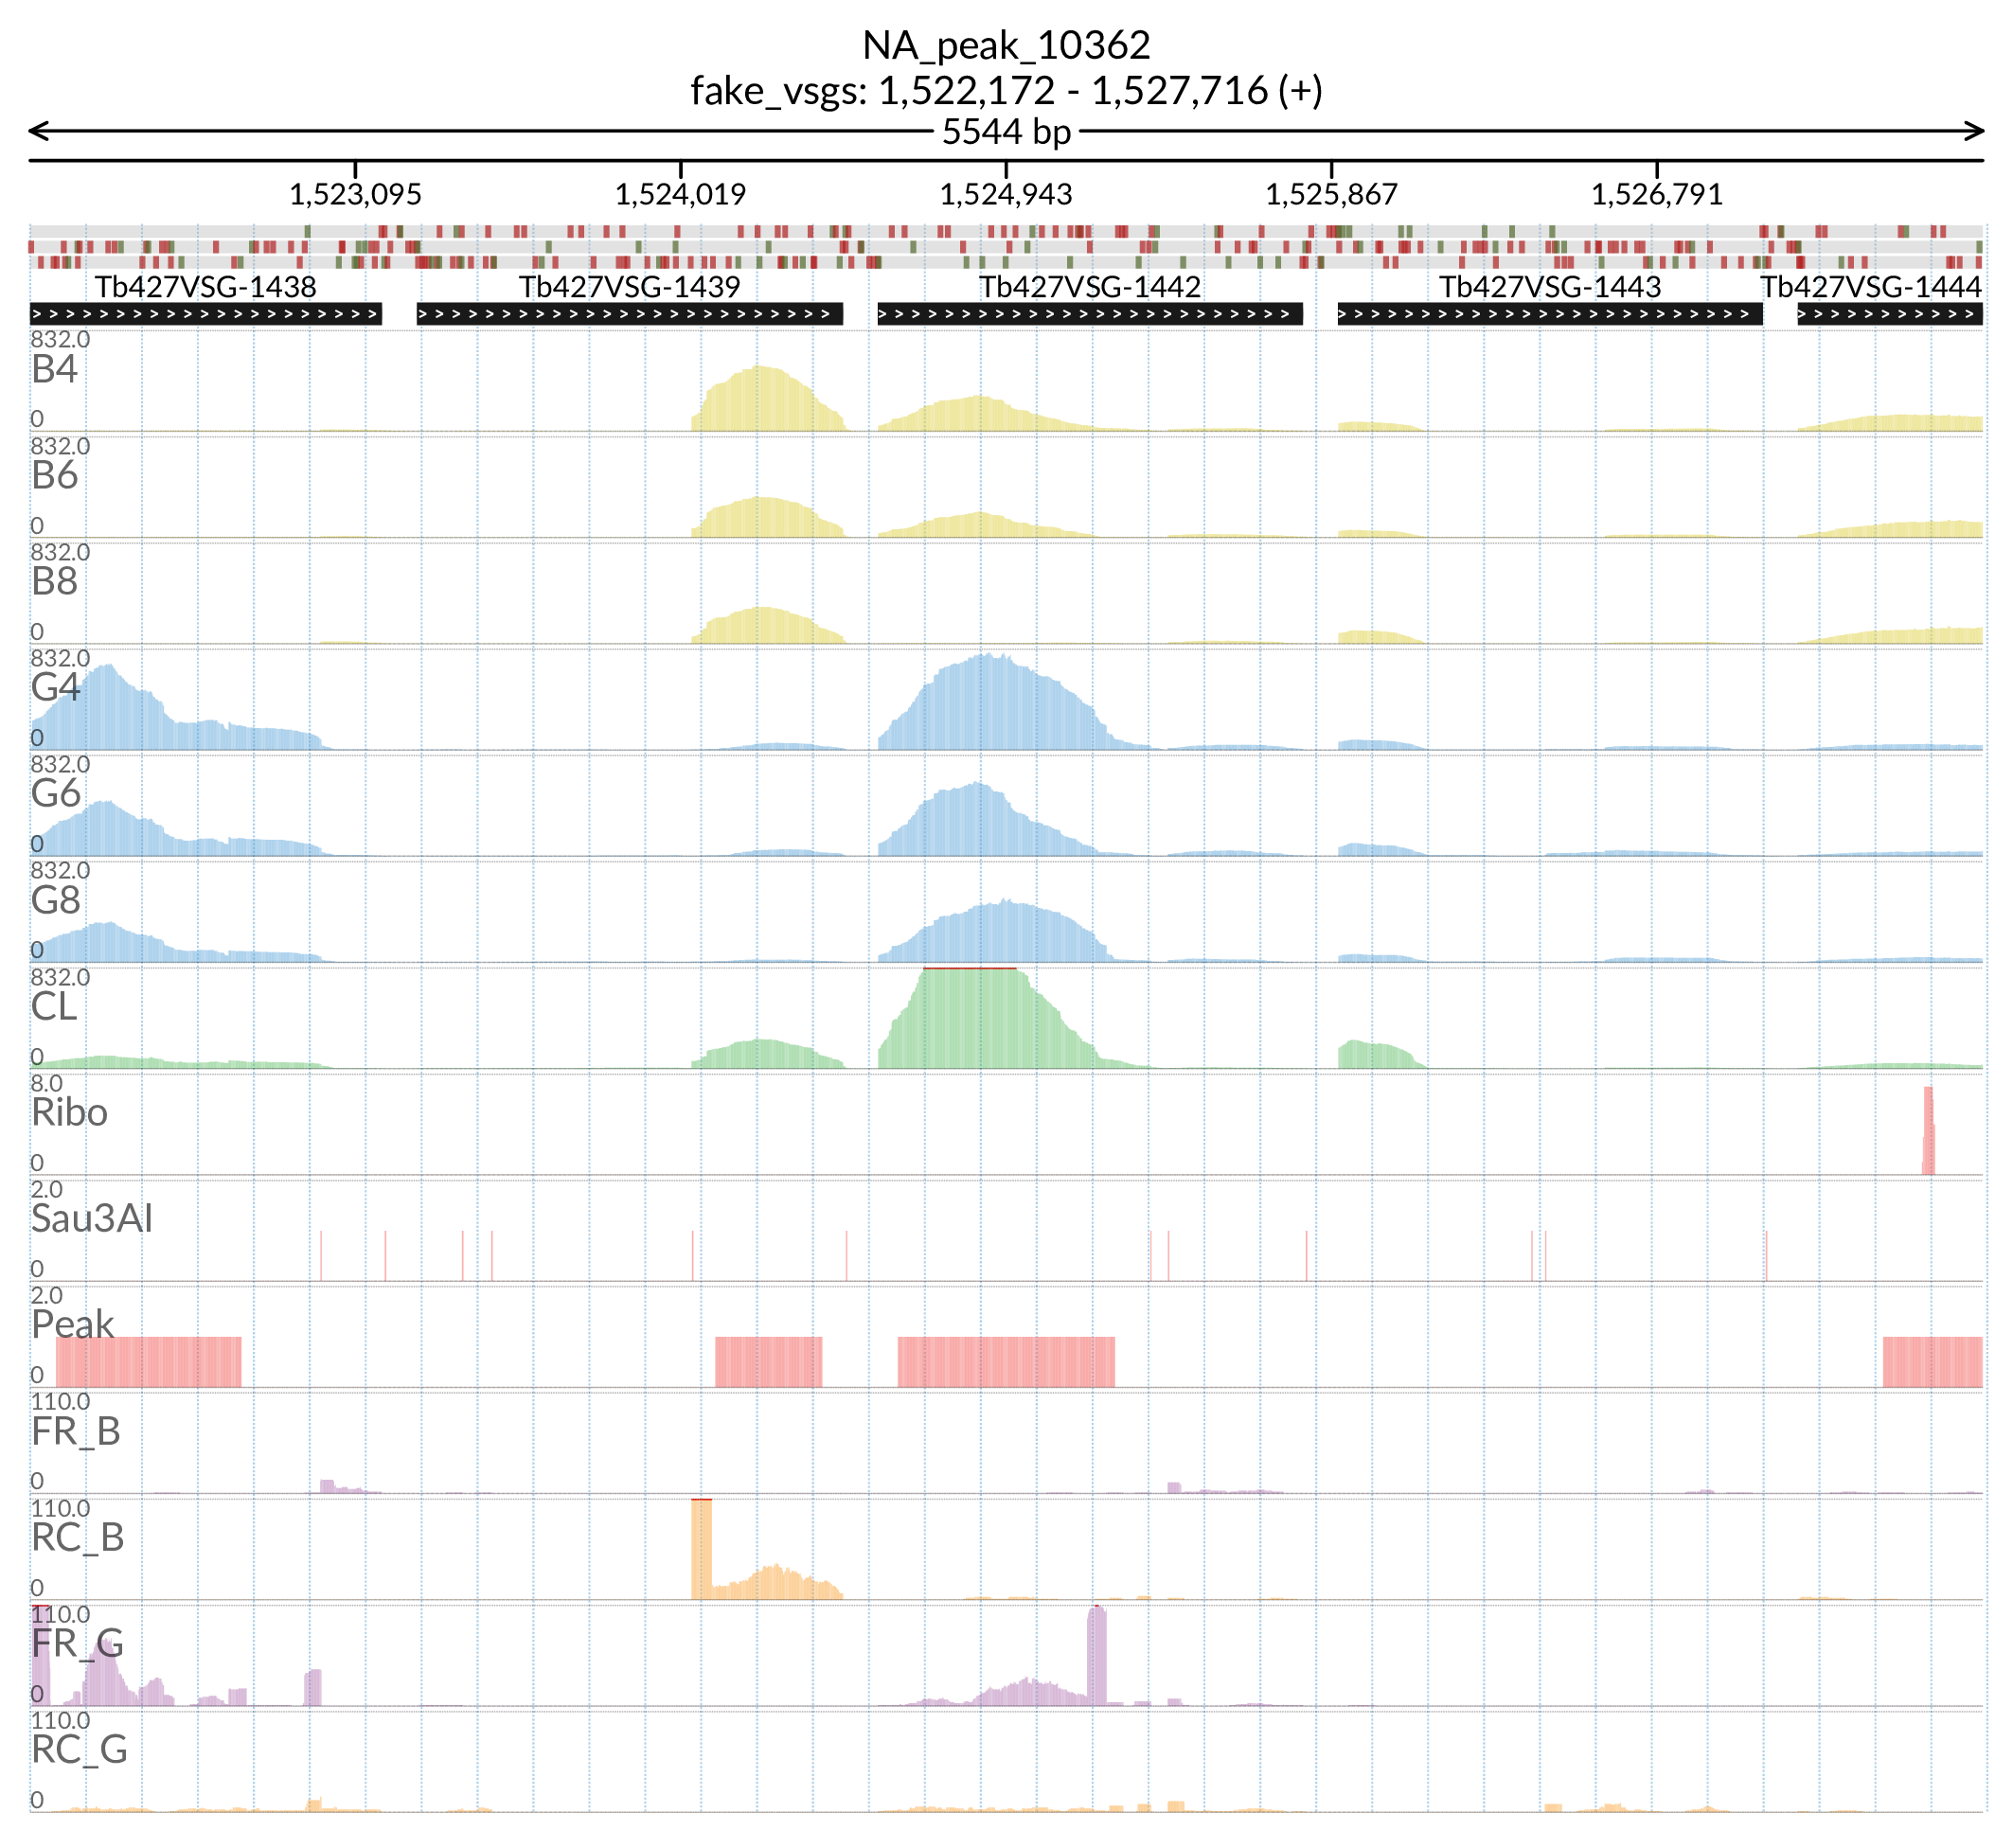 NA_peak_10362
fake_vsgs: 1,522,172 - 1,527,716 (+)
5544 bp
1,523,095 1,524,019 1,524,943 1,525,867 1,526,791
Tb427VSG-1438 Tb427VSG-1439 Tb427VSG-1442 Tb427VSG-1443 Tb427VSG-1444
832.0
B4
0
832.0
B6
0
832.0
B8
0
832.0
G4
0
832.0
G6
0
832.0
G8
0
832.0
CL
0
8.0
Ribo
0
2.0
Sau3AI
0
2.0
Peak
0
110.0
FR_B
0
110.0
RC_B
0
110.0
FR_G
0
110.0
RC_G
0